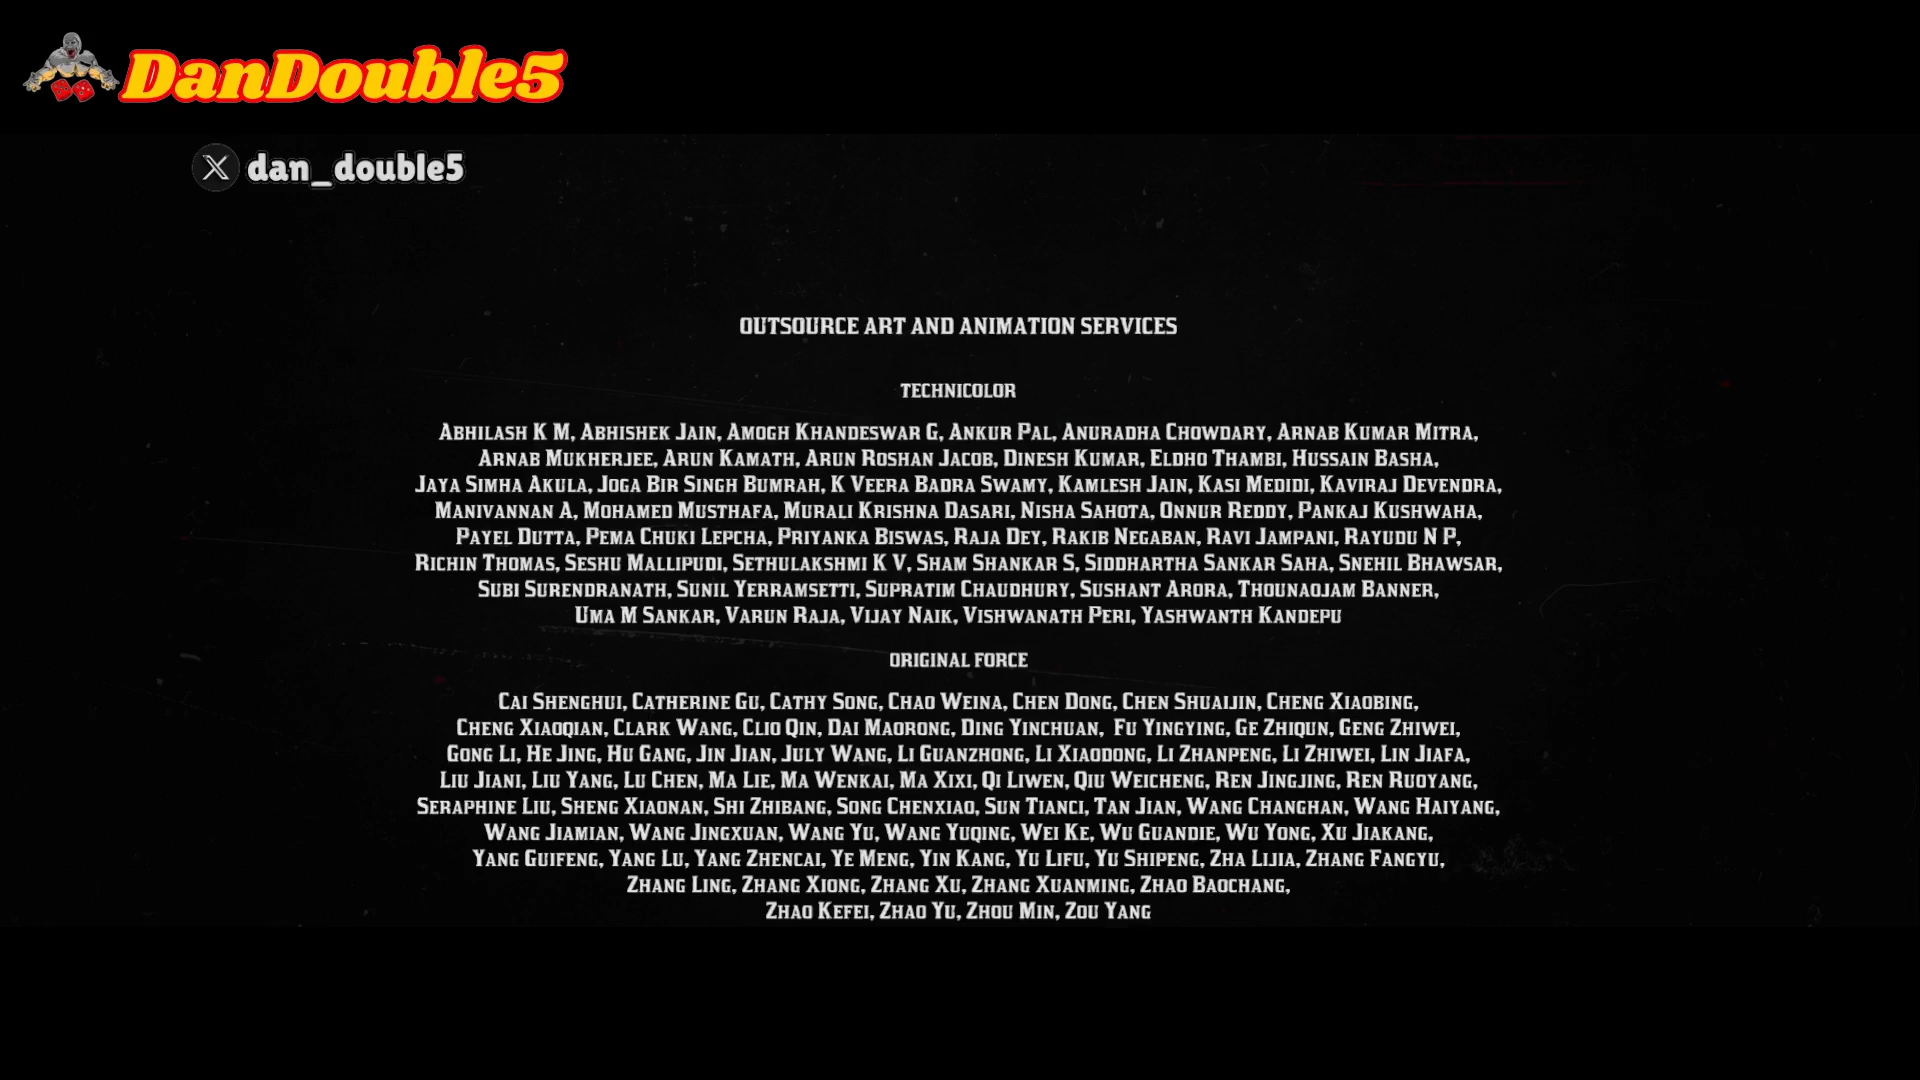 DanDouble5
dan_double5
OUTSOURCE ART AND ANIMATION SERVICES
TECHNICOLOR
ABHILASH K M, ABHISHEK JAIN, AMOGH KHANDESWAR G, ANKUR PAL, ANURADHA CHOWDARY, ARNAB KUMAR MITRA,
ARNAB MUKHERJEE, ARUN KAMATH, ARUN ROSHAN JACOB, DINESH KUMAR, ELDHO THAMBI, HUSSAIN BASHA,
JAYA SIMHA AKULA, JOGA BIR SINGH BUMRAH, K VEERA BADRA SWAMY, KAMLESH JAIN, KASI MEDIDI, KAVIRAJ DEVENDRA,
MANIVANNAN A, MOHAMED MUSTHAFA, MURALI KRISHNA DASARI, NISHA SAHOTA, ONNUR REDDY, PANKAJ KUSHWAHA,
PAYEL DUTTA, PEMA CHUKI LEPCHA, PRIYANKA BISWAS, RAJA DEY, RAKIB NEGABAN, RAVI JAMPANI, RAYUDU N P,
RICHIN THOMAS, SESHU MALLIPUDI, SETHULAKSHMI K V, SHAM SHANKAR S, SIDDHARTHA SANKAR SAHA, SNEHIL BHAWSAR,
SUBI SURENDRANATH, SUNIL YERRAMSETTI, SUPRATIM CHAUDHURY, SUSHANT ARORA, THOUNAOJAM BANNER,
UMA M SANKAR, VARUN RAJA, VIJAY NAIK, VISHWANATH PERI, YASHWANTH KANDEPU
ORIGINAL FORCE
CAI SHENGHUI, CATHERINE GU, CATHY SONG, CHAO WEINA, CHEN DONG, CHEN SHUAIJIN, CHENG XIAOBING,
CHENG XIAOQIAN, CLARK WANG, CLIO QIN, DAI MAORONG, DING YINCHUAN, FU YINGYING, GE ZHIQUN, GENG ZHIWEI,
GONG LI, HE JING, HU GANG, JIN JIAN, JULY WANG, LI GUANZHONG, LI XIAODONG, LI ZHANPENG, LI ZHIWEI, LIN JIAFA,
LIU JIANI, LIU YANG, LU CHEN, MA LIE, MA WENKAI, MA XIXI, QI LIWEN, QIU WEICHENG, REN JINGJING, REN RUOYANG,
SERAPHINE LIU, SHENG XIAONAN, SHI ZHIBANG, SONG CHENXIAO, SUN TIANCI, TAN JIAN, WANG CHANGHAN, WANG HAIYANG,
WANG JIAMIAN, WANG JINGXUAN, WANG YU, WANG YUQING, WEI KE, WU GUANDIE, WU YONG, XU JIAKANG,
YANG GUIFENG, YANG LU, YANG ZHENCAI, YE MENG, YIN KANG, YU LIFU, YU SHIPENG, ZHA LIJIA, ZHANG FANGYU,
ZHANG LING, ZHANG XIONG, ZHANG XU, ZHANG XUANMING, ZHAO BAOCHANG,
ZHAO KEFEI, ZHAO YU, ZHOU MIN, ZOU YANG